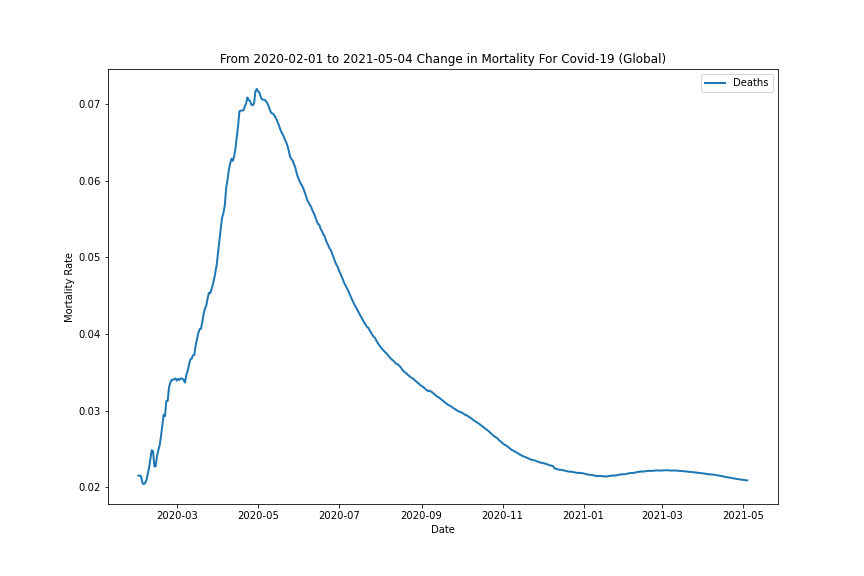 From 2020-02-01 to 2021-05-04 Change in Mortality For Covid-19 (Global)
Deaths
Mortality Rate
0.07
0.06
0.05
0.04
0.03
0.02
2020-03 2020-05 2020-07 2020-09 2020-11 2021-01 2021-03 2021-05
Date